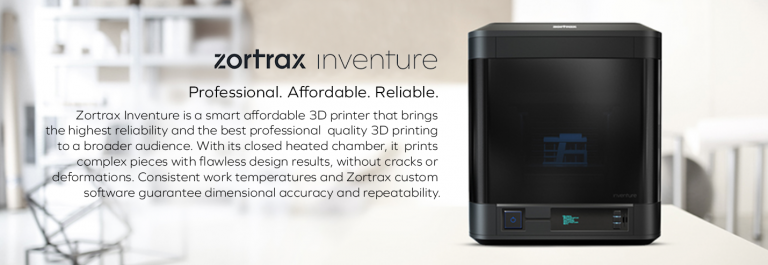 zortrax inventure
Professional. Affordable. Reliable.
Zortrax Inventure is a smart affordable 3D printer that brings
the highest reliability and the best professional quality 3D printing
to a broader audience. With its closed heated chamber, it prints
complex pieces with flawless design results, without cracks or
deformations. Consistent work temperatures and Zortrax custom
software guarantee dimensional accuracy and repeatability.
zortrax
inventure